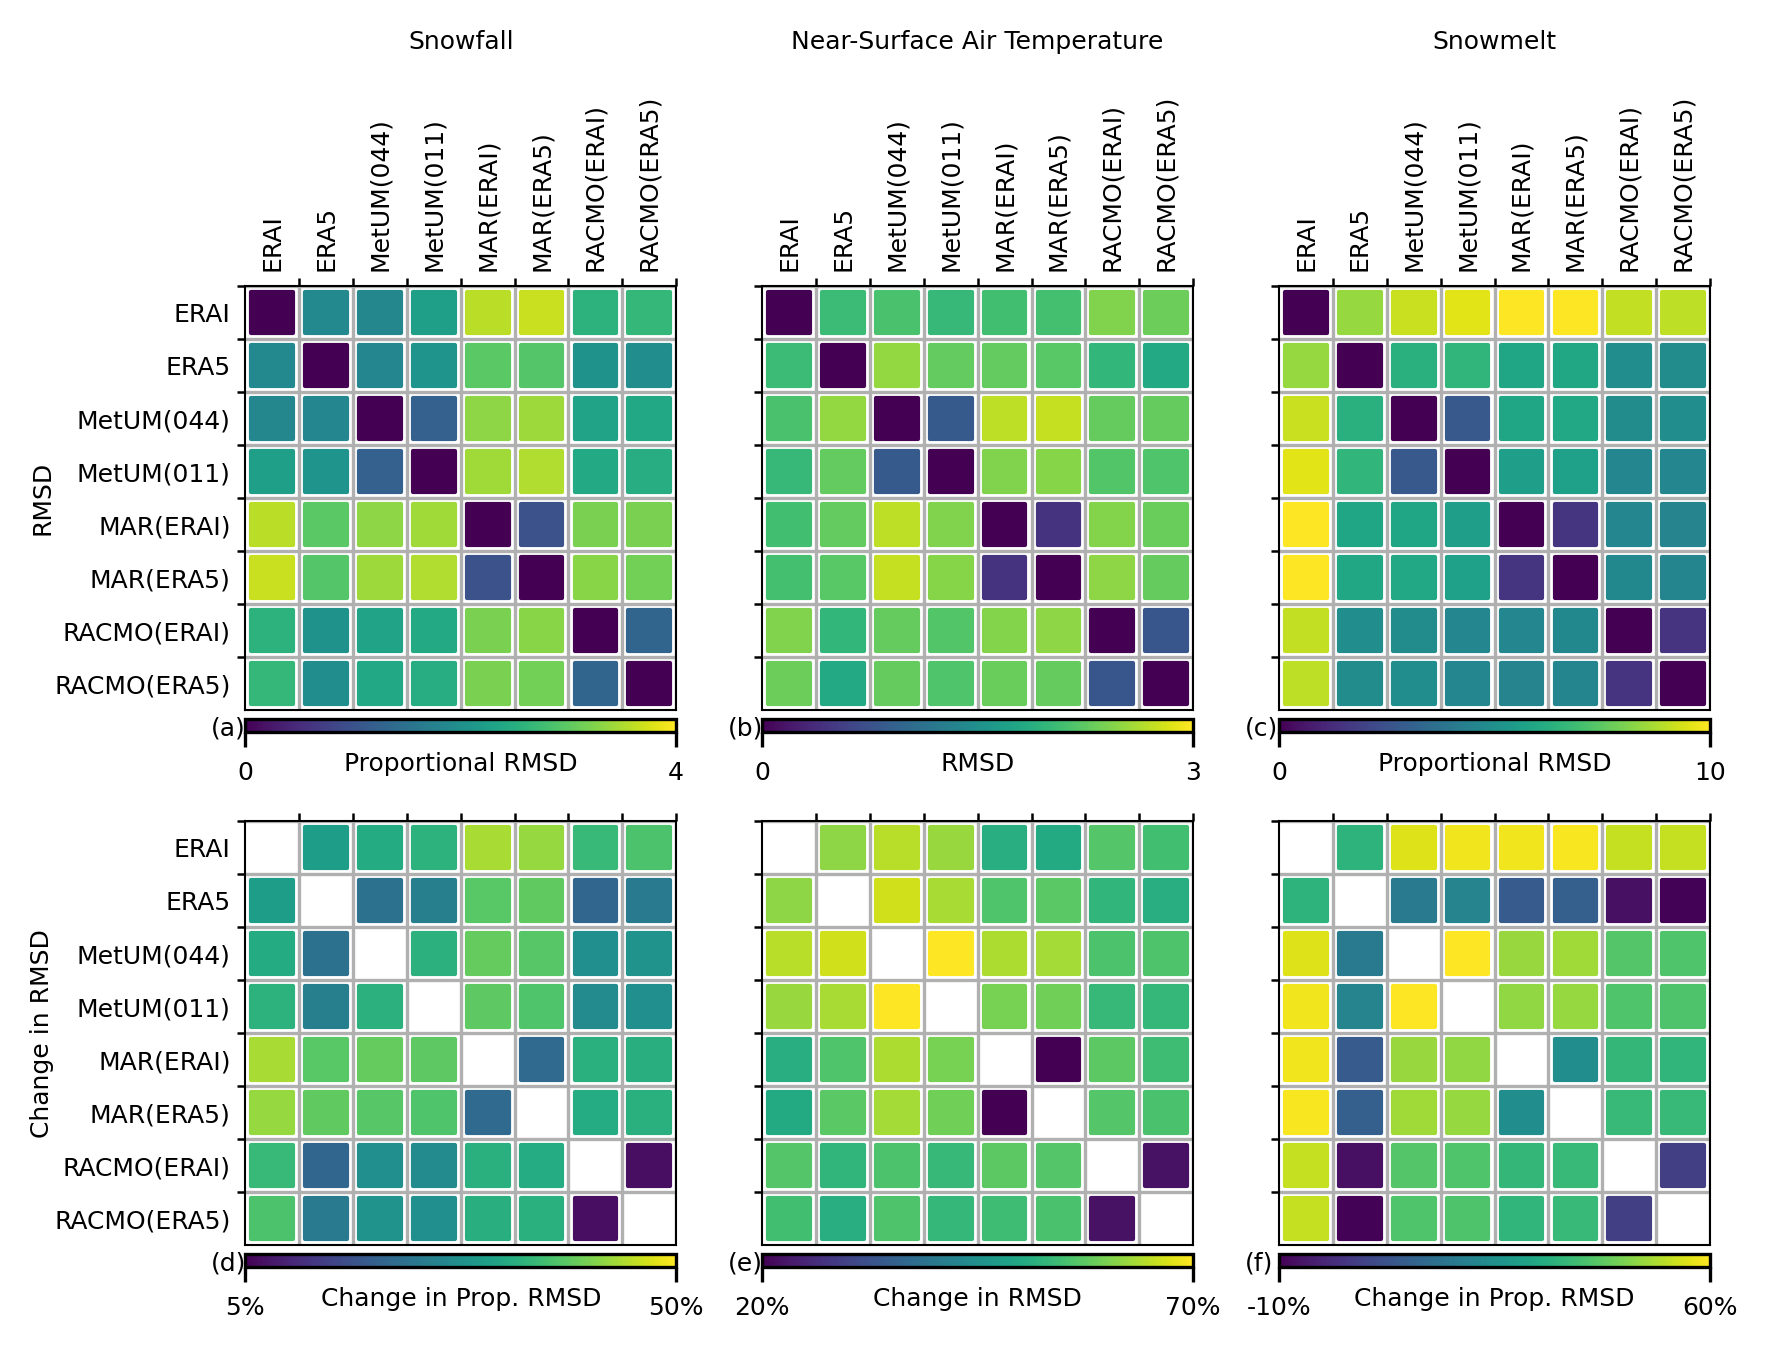 Snowfall
Near-Surface Air Temperature
Snowmelt
ERAI
ERA5
MetUM(044)
MetUM(011)
MAR(ERAI)
MAR(ERA5)
RACMO(ERAI)
RACMO(ERA5)
ERAI
ERA5
MetUM(044)
MetUM(011)
MAR(ERAI)
MAR(ERA5)
RACMO(ERAI)
RACMO(ERA5)
ERAI
ERA5
MetUM(044)
MetUM(011)
MAR(ERAI)
MAR(ERA5)
RACMO(ERAI)
RACMO(ERA5)
RMSD
ERAI
ERA5
MetUM(044)
MetUM(011)
MAR(ERAI)
MAR(ERA5)
RACMO(ERAI)
RACMO(ERA5)
(a)
0
Proportional RMSD
4
(b)
0
RMSD
3
(c)
0
Proportional RMSD
10
Change in RMSD
ERAI
ERA5
MetUM(044)
MetUM(011)
MAR(ERAI)
MAR(ERA5)
RACMO(ERAI)
RACMO(ERA5)
(d)
5%
Change in Prop. RMSD
50%
(e)
20%
Change in RMSD
70%
(f)
-10%
Change in Prop. RMSD
60%